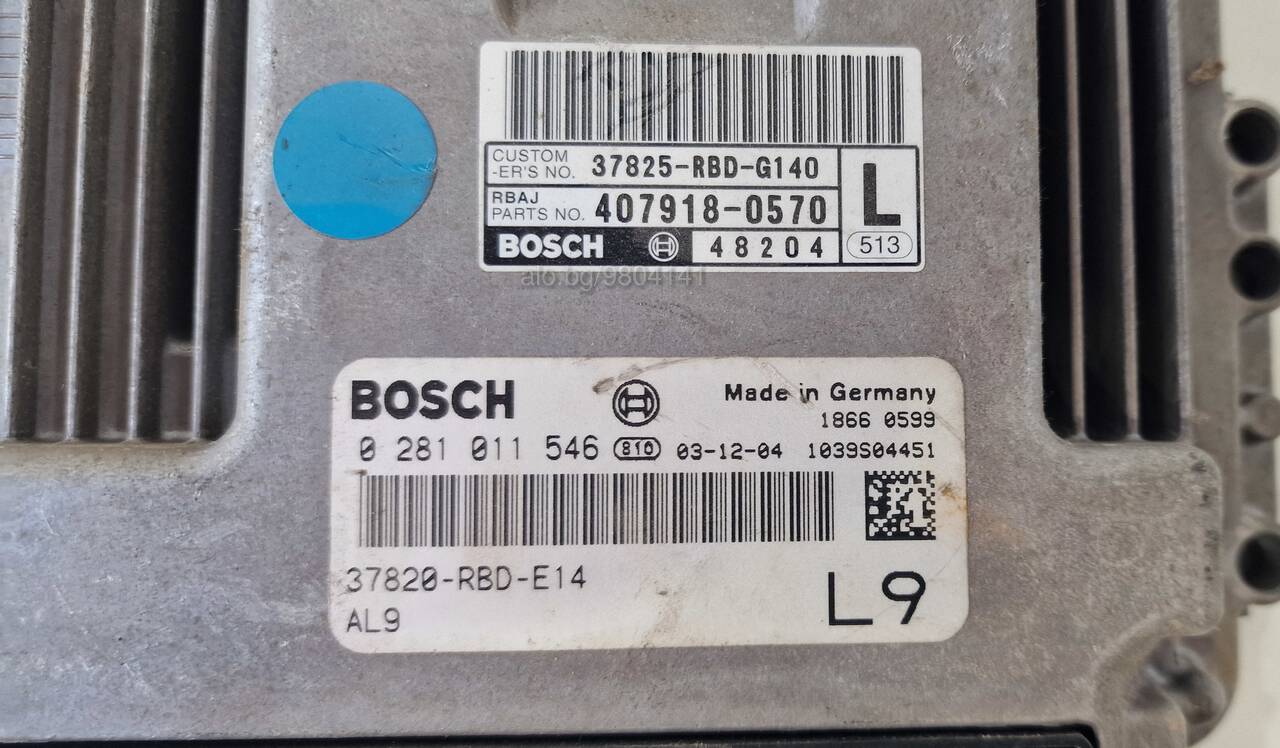 CUSTOM
-ER'S NO. 37825-RBD-G140
L
RBAJ
PARTS NO. 407918-0570
BOSCH 48204
513
alo.bg/9804141
BOSCH
Made in Germany
1866 0599
0 281 011 546 810 03-12-04 1039S04451
37820-RBD-E14
AL9
L9